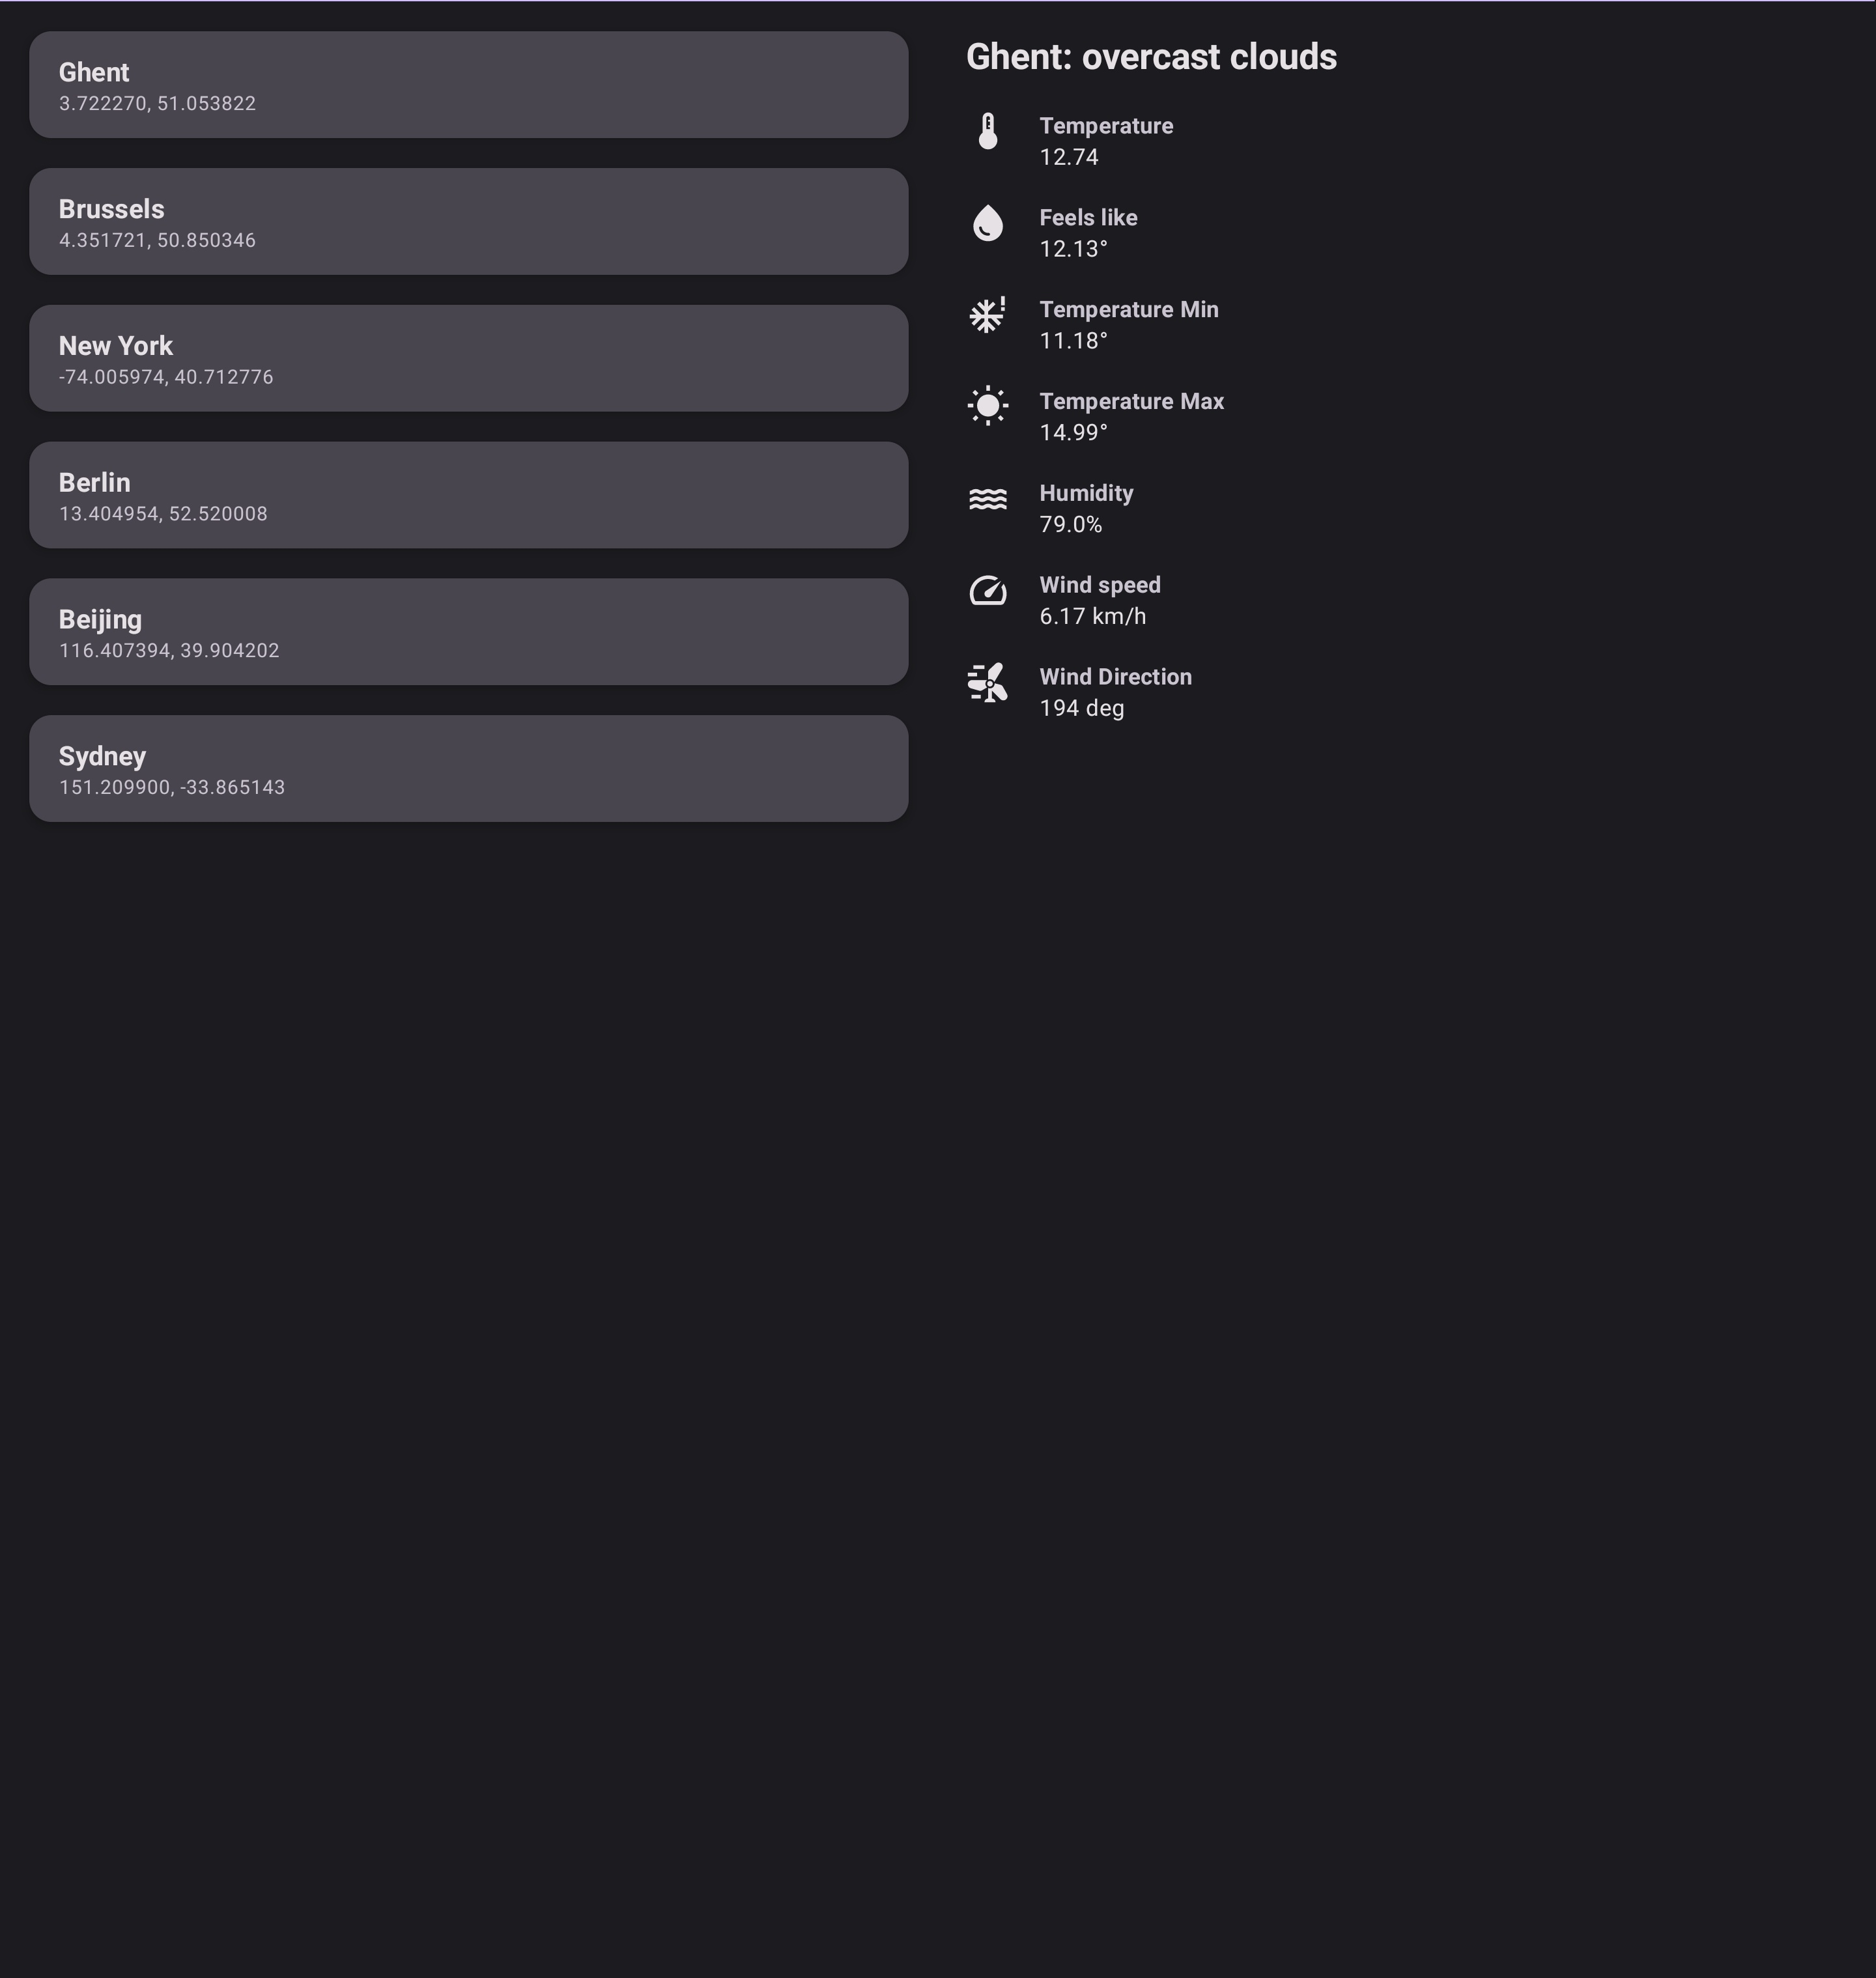 Ghent
3.722270, 51.053822
Brussels
4.351721, 50.850346
New York
-74.005974, 40.712776
Berlin
13.404954, 52.520008
Beijing
116.407394, 39.904202
Sydney
151.209900, -33.865143
Ghent: overcast clouds
Temperature
12.74
Feels like
12.13°
Temperature Min
11.18°
Temperature Max
14.99°
Humidity
79.0%
Wind speed
6.17 km/h
Wind Direction
194 deg